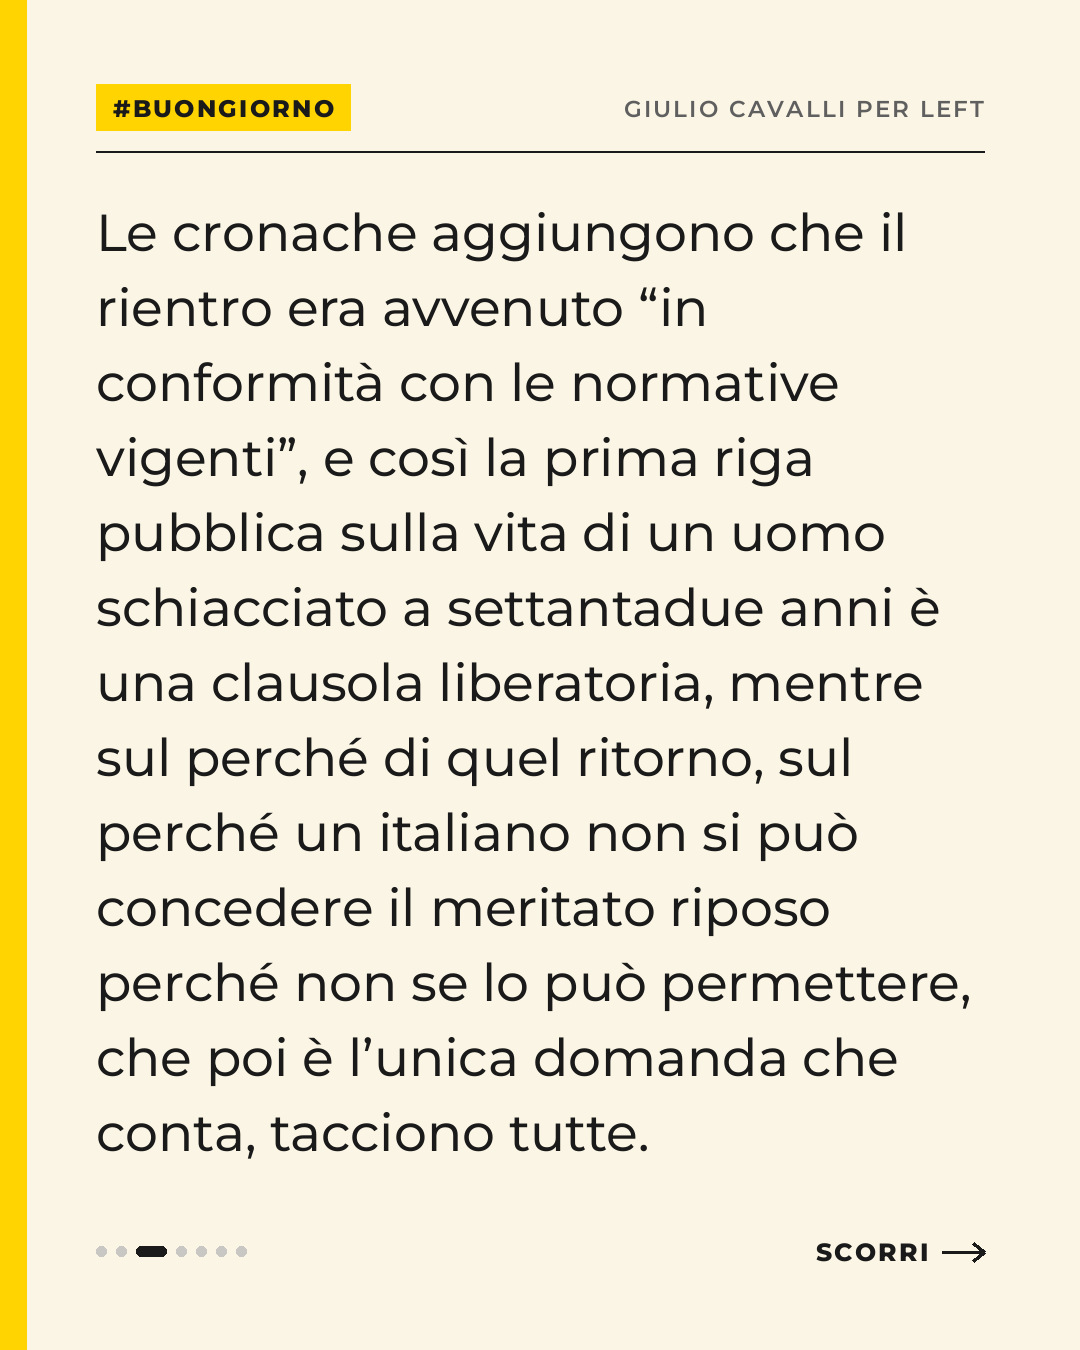 #BUONGIORNO
GIULIO CAVALLI PER LEFT
Le cronache aggiungono che il
rientro era avvenuto “in
conformità con le normative
vigenti”, e così la prima riga
pubblica sulla vita di un uomo
schiacciato a settantadue anni è
una clausola liberatoria, mentre
sul perché di quel ritorno, sul
perché un italiano non si può
concedere il meritato riposo
perché non se lo può permettere,
che poi è l’unica domanda che
conta, tacciono tutte.
SCORRI